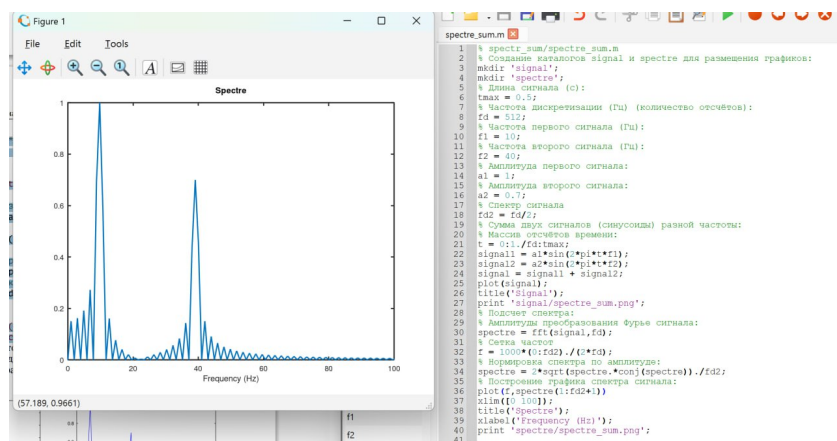 Figure 1
File Edit Tools
Spectre
1
0.8
0.6
0.4
0.2
0
0 20 40 60 80 100
Frequency (Hz)
(57.189, 0.9661)
f1
f2
spectre_sum.m
1 % spectr_sum/spectre_sum.m
2 % Создание каталогов signal и spectre для размещения графиков:
3 mkdir 'signal';
4 mkdir 'spectre';
5 % Длина сигнала (с):
6 tmax = 0.5;
7 % Частота дискретизации (Гц) (количество отсчётов):
8 fd = 512;
9 % Частота первого сигнала (Гц):
10 f1 = 10;
11 % Частота второго сигнала (Гц):
12 f2 = 40;
13 % Амплитуда первого сигнала:
14 a1 = 1;
15 % Амплитуда второго сигнала:
16 a2 = 0.7;
17 % Спектр сигнала
18 fd2 = fd/2;
19 % Сумма двух сигналов (синусоиды) разной частоты:
20 % Массив отсчётов времени:
21 t = 0:1./fd:tmax;
22 signal1 = a1*sin(2*pi*t*f1);
23 signal2 = a2*sin(2*pi*t*f2);
24 signal = signal1 + signal2;
25 plot(signal);
26 title('Signal');
27 print 'signal/spectre_sum.png';
28 % Подсчет спектра:
29 % Амплитуды преобразования Фурье сигнала:
30 spectre = fft(signal,fd);
31 % Сетка частот
32 f = 1000*(0:fd2)./(2*fd);
33 % Нормировка спектра по амплитуде:
34 spectre = 2*sqrt(spectre.*conj(spectre))./fd2;
35 % Построение графика спектра сигнала:
36 plot(f,spectre(1:fd2+1))
37 xlim([0 100]);
38 title('Spectre');
39 xlabel('Frequency (Hz)');
40 print 'spectre/spectre_sum.png';
41